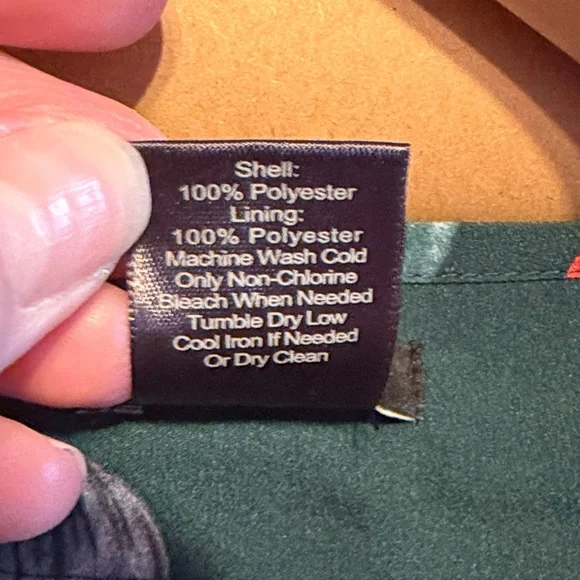 Shell:
100% Polyester
Lining:
100% Polyester
Machine Wash Cold
Only Non-Chlorine
Bleach When Needed
Tumble Dry Low
Cool Iron If Needed
Or Dry Clean